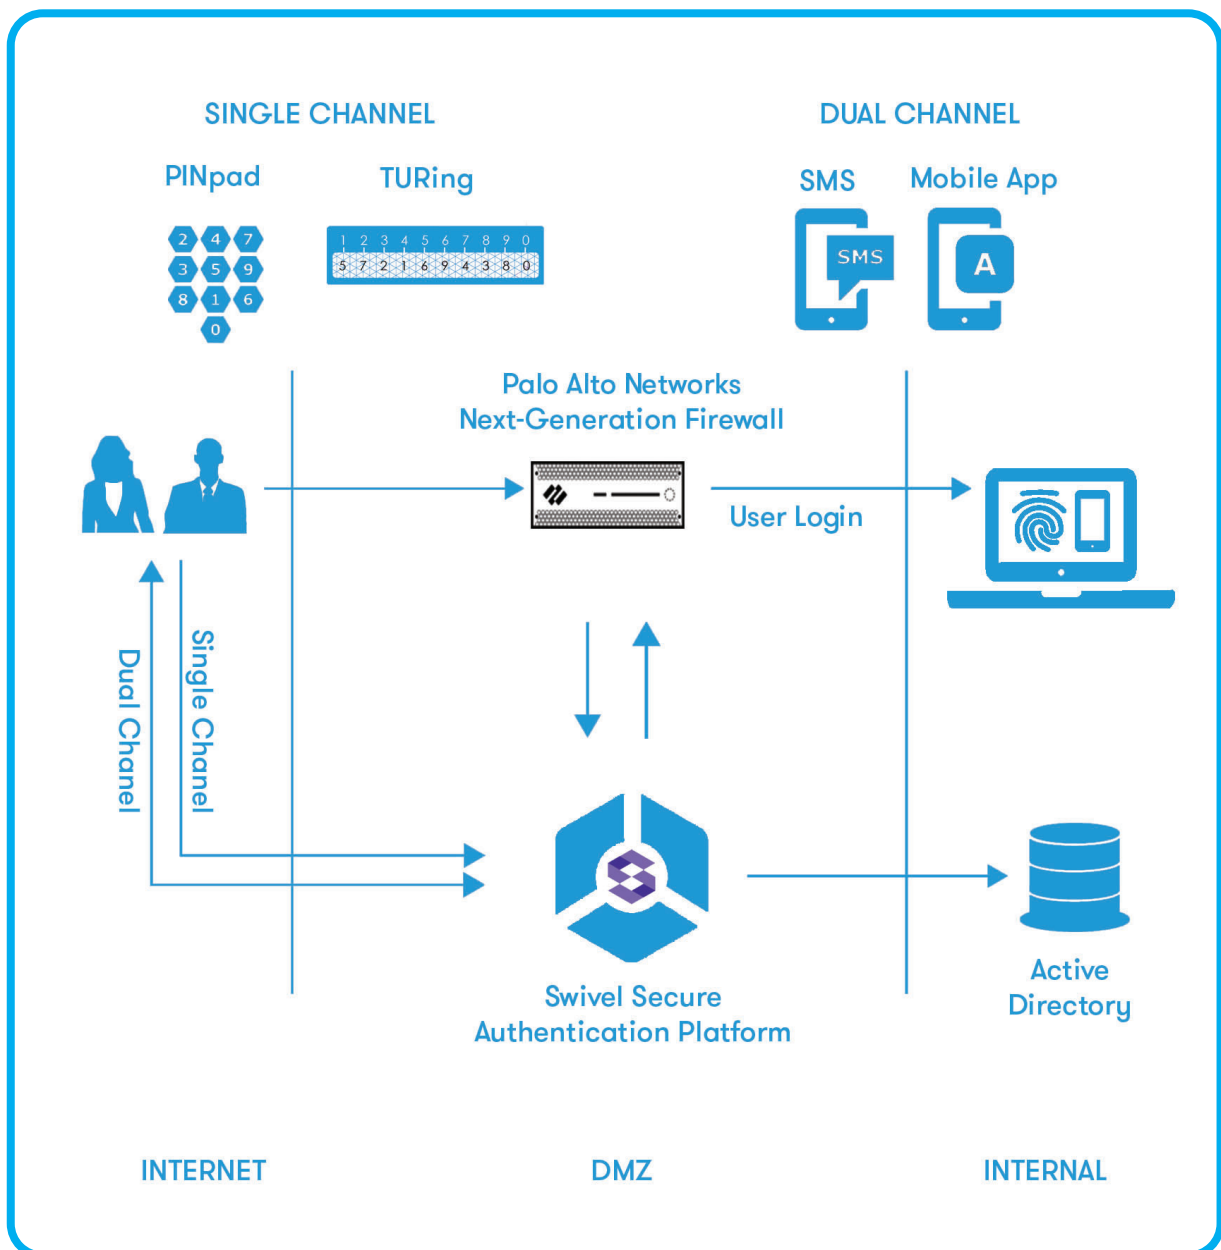 SINGLE CHANNEL
DUAL CHANNEL
PINpad
TURing
SMS
Mobile App
2 4 7
3 5 9
8 1 6
0
1 2 3 4 5 6 7 8 9 0
5 7 2 1 6 9 4 3 8 0
SMS
A
Palo Alto Networks
Next-Generation Firewall
User Login
Dual Channel
Single Channel
Swivel Secure
Authentication Platform
Active
Directory
INTERNET
DMZ
INTERNAL